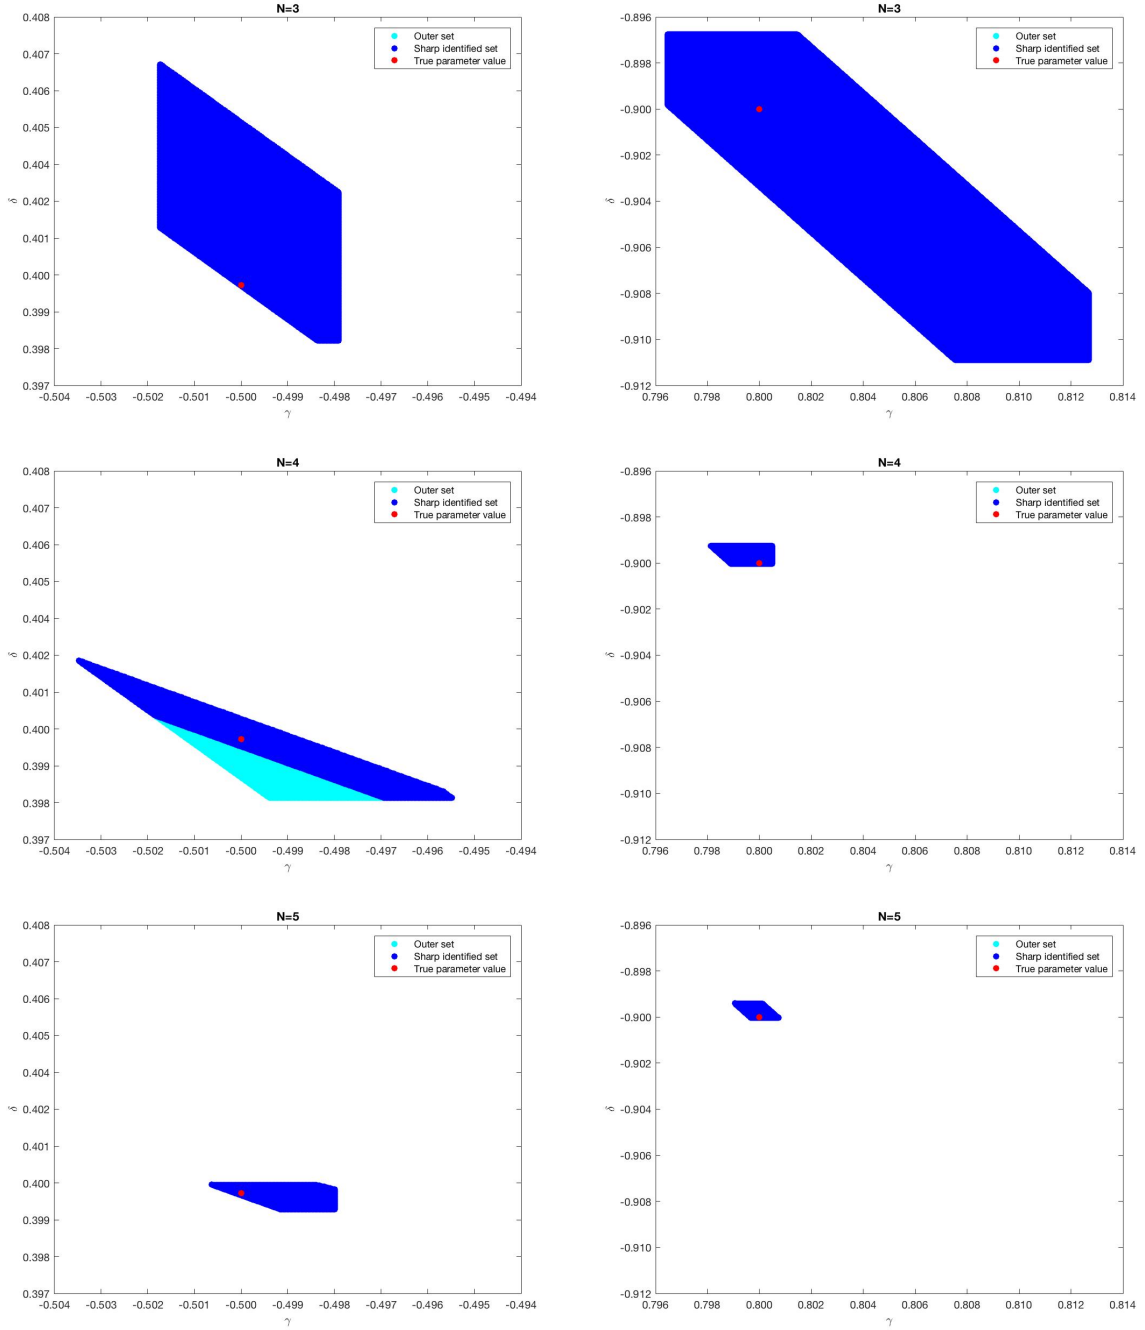 N=3
Outer set
Sharp identified set
True parameter value
0.408
0.407
0.406
0.405
0.404
0.402
0.401
0.400
0.399
0.398
0.397
δ
-0.504 -0.503 -0.502 -0.501 -0.500 -0.499 -0.498 -0.497 -0.496 -0.495 -0.494
γ
N=3
Outer set
Sharp identified set
True parameter value
-0.896
-0.898
-0.900
-0.902
-0.904
-0.906
-0.908
-0.910
-0.912
δ
0.796 0.798 0.800 0.802 0.804 0.806 0.808 0.810 0.812 0.814
γ
N=4
Outer set
Sharp identified set
True parameter value
0.408
0.407
0.406
0.405
0.404
0.402
0.401
0.400
0.399
0.398
0.397
δ
-0.504 -0.503 -0.502 -0.501 -0.500 -0.499 -0.498 -0.497 -0.496 -0.495 -0.494
γ
N=4
Outer set
Sharp identified set
True parameter value
-0.896
-0.898
-0.900
-0.902
-0.904
-0.906
-0.908
-0.910
-0.912
δ
0.796 0.798 0.800 0.802 0.804 0.806 0.808 0.810 0.812 0.814
γ
N=5
Outer set
Sharp identified set
True parameter value
0.408
0.407
0.406
0.405
0.404
0.402
0.401
0.400
0.399
0.398
0.397
δ
-0.504 -0.503 -0.502 -0.501 -0.500 -0.499 -0.498 -0.497 -0.496 -0.495 -0.494
γ
N=5
Outer set
Sharp identified set
True parameter value
-0.896
-0.898
-0.900
-0.902
-0.904
-0.906
-0.908
-0.910
-0.912
δ
0.796 0.798 0.800 0.802 0.804 0.806 0.808 0.810 0.812 0.814
γ